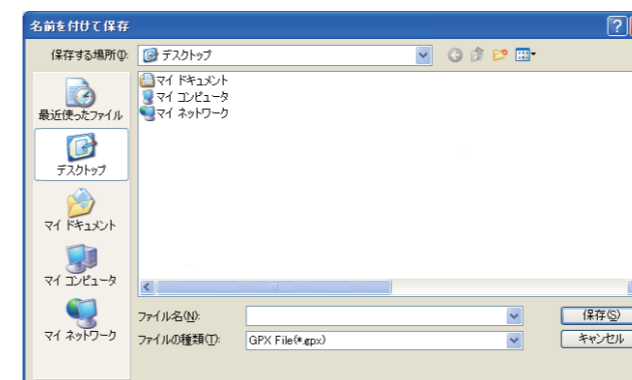 名前を付けて保存
保存する場所(I):
デスクトップ
最近使ったファイル
デスクトップ
マイ ドキュメント
マイ コンピュータ
マイ ネットワーク
マイ ドキュメント
マイ コンピュータ
マイ ネットワーク
ファイル名(N):
保存(S)
ファイルの種類(T):
GPX File(*.gpx)
キャンセル